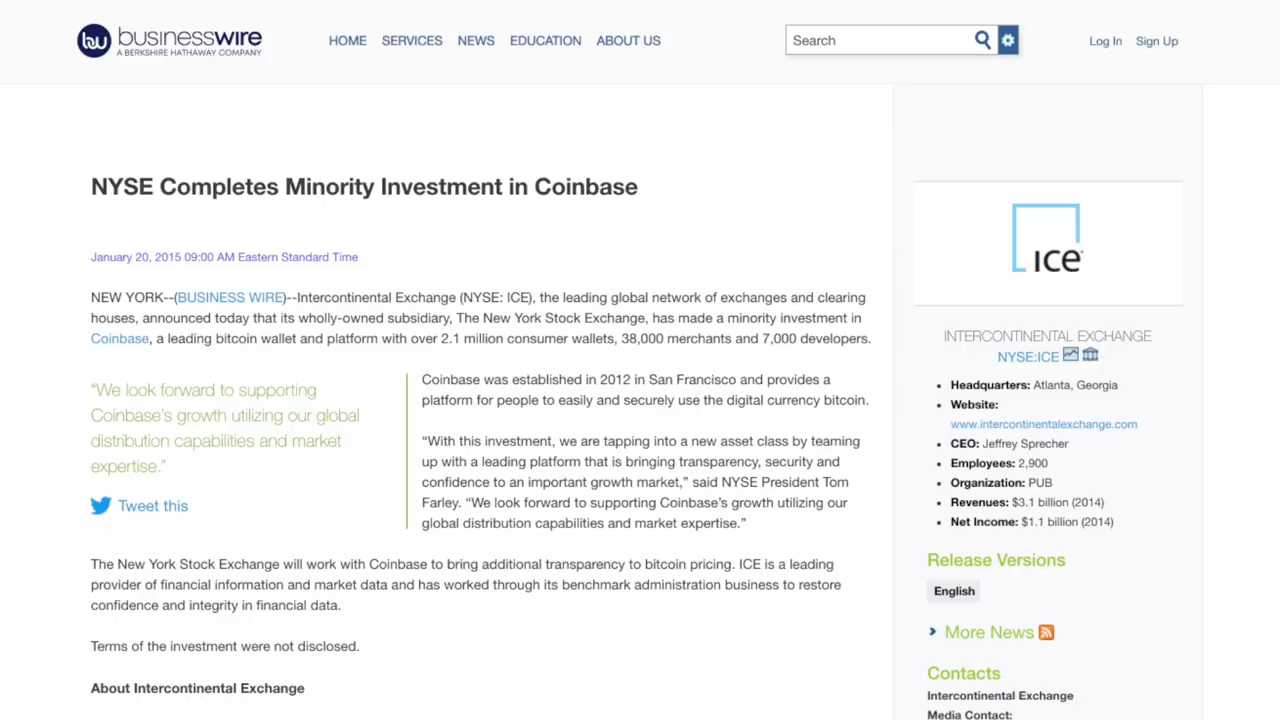 businesswire
A BERKSHIRE HATHAWAY COMPANY
HOME SERVICES NEWS EDUCATION ABOUT US
Search
Log In Sign Up
NYSE Completes Minority Investment in Coinbase
January 20, 2015 09:00 AM Eastern Standard Time
NEW YORK--(BUSINESS WIRE)--Intercontinental Exchange (NYSE: ICE), the leading global network of exchanges and clearing
houses, announced today that its wholly-owned subsidiary, The New York Stock Exchange, has made a minority investment in
Coinbase, a leading bitcoin wallet and platform with over 2.1 million consumer wallets, 38,000 merchants and 7,000 developers.
“We look forward to supporting
Coinbase’s growth utilizing our global
distribution capabilities and market
expertise.”
Tweet this
Coinbase was established in 2012 in San Francisco and provides a
platform for people to easily and securely use the digital currency bitcoin.
“With this investment, we are tapping into a new asset class by teaming
up with a leading platform that is bringing transparency, security and
confidence to an important growth market,” said NYSE President Tom
Farley. “We look forward to supporting Coinbase’s growth utilizing our
global distribution capabilities and market expertise.”
The New York Stock Exchange will work with Coinbase to bring additional transparency to bitcoin pricing. ICE is a leading
provider of financial information and market data and has worked through its benchmark administration business to restore
confidence and integrity in financial data.
Terms of the investment were not disclosed.
About Intercontinental Exchange
ice
INTERCONTINENTAL EXCHANGE
NYSE:ICE
Headquarters: Atlanta, Georgia
Website:
www.intercontinentalexchange.com
CEO: Jeffrey Sprecher
Employees: 2,900
Organization: PUB
Revenues: $3.1 billion (2014)
Net Income: $1.1 billion (2014)
Release Versions
English
More News
Contacts
Intercontinental Exchange
Media Contact: